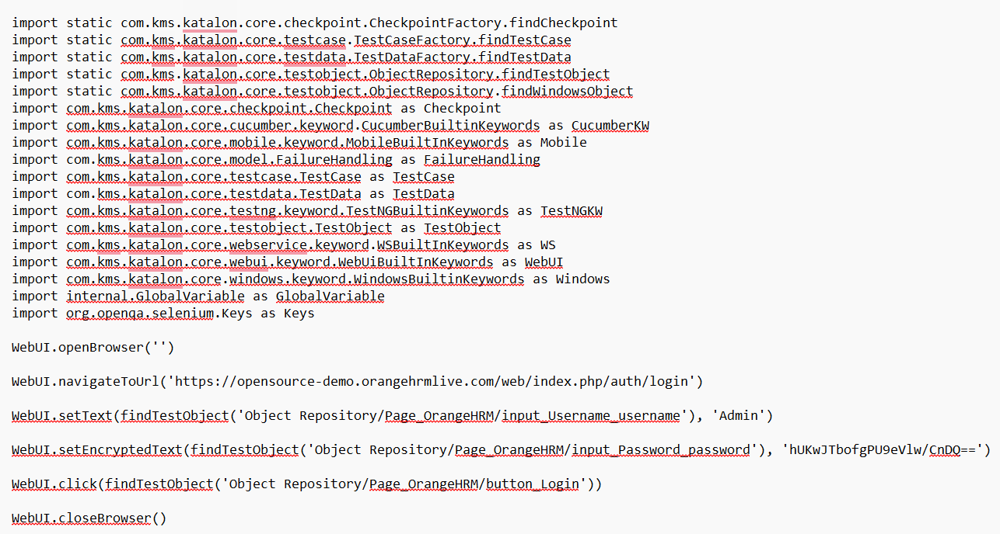 import static com.kms.katalon.core.checkpoint.CheckpointFactory.findCheckpoint
import static com.kms.katalon.core.testcase.TestCaseFactory.findTestCase
import static com.kms.katalon.core.testdata.TestDataFactory.findTestData
import static com.kms.katalon.core.testobject.ObjectRepository.findTestObject
import static com.kms.katalon.core.testobject.ObjectRepository.findWindowsObject
import com.kms.katalon.core.checkpoint.Checkpoint as Checkpoint
import com.kms.katalon.core.cucumber.keyword.CucumberBuiltinKeywords as CucumberKW
import com.kms.katalon.core.mobile.keyword.MobileBuiltInKeywords as Mobile
import com.kms.katalon.core.model.FailureHandling as FailureHandling
import com.kms.katalon.core.testcase.TestCase as TestCase
import com.kms.katalon.core.testdata.TestData as TestData
import com.kms.katalon.core.testng.keyword.TestNGBuiltinKeywords as TestNGKW
import com.kms.katalon.core.testobject.TestObject as TestObject
import com.kms.katalon.core.webservice.keyword.WSBuiltInKeywords as WS
import com.kms.katalon.core.webui.keyword.WebUiBuiltInKeywords as WebUI
import com.kms.katalon.core.windows.keyword.WindowsBuiltinKeywords as Windows
import internal.GlobalVariable as GlobalVariable
import org.openqa.selenium.Keys as Keys
WebUI.openBrowser('')
WebUI.navigateToUrl('https://opensource-demo.orangehrmlive.com/web/index.php/auth/login')
WebUI.setText(findTestObject('Object Repository/Page_OrangeHRM/input_Username_username'), 'Admin')
WebUI.setEncryptedText(findTestObject('Object Repository/Page_OrangeHRM/input_Password_password'), 'hUKwJTbofgPU9eVlw/CnDQ==')
WebUI.click(findTestObject('Object Repository/Page_OrangeHRM/button_Login'))
WebUI.closeBrowser()